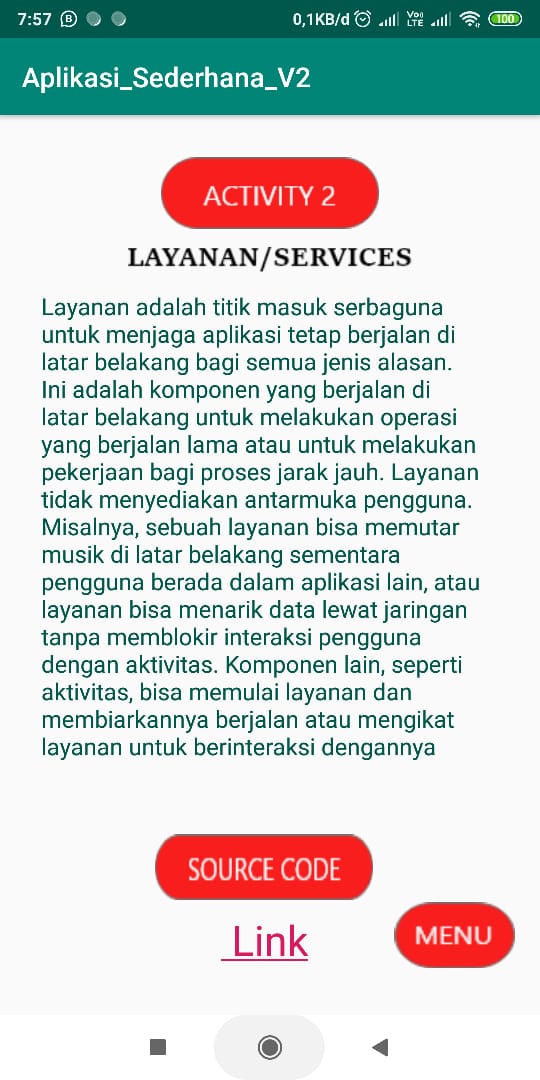 7:57 B 0,1KB/d Vo) LTE 100
Aplikasi_Sederhana_V2
ACTIVITY 2
LAYANAN/SERVICES
Layanan adalah titik masuk serbaguna
untuk menjaga aplikasi tetap berjalan di
latar belakang bagi semua jenis alasan.
Ini adalah komponen yang berjalan di
latar belakang untuk melakukan operasi
yang berjalan lama atau untuk melakukan
pekerjaan bagi proses jarak jauh. Layanan
tidak menyediakan antarmuka pengguna.
Misalnya, sebuah layanan bisa memutar
musik di latar belakang sementara
pengguna berada dalam aplikasi lain, atau
layanan bisa menarik data lewat jaringan
tanpa memblokir interaksi pengguna
dengan aktivitas. Komponen lain, seperti
aktivitas, bisa memulai layanan dan
membiarkannya berjalan atau mengikat
layanan untuk berinteraksi dengannya
SOURCE CODE
Link
MENU